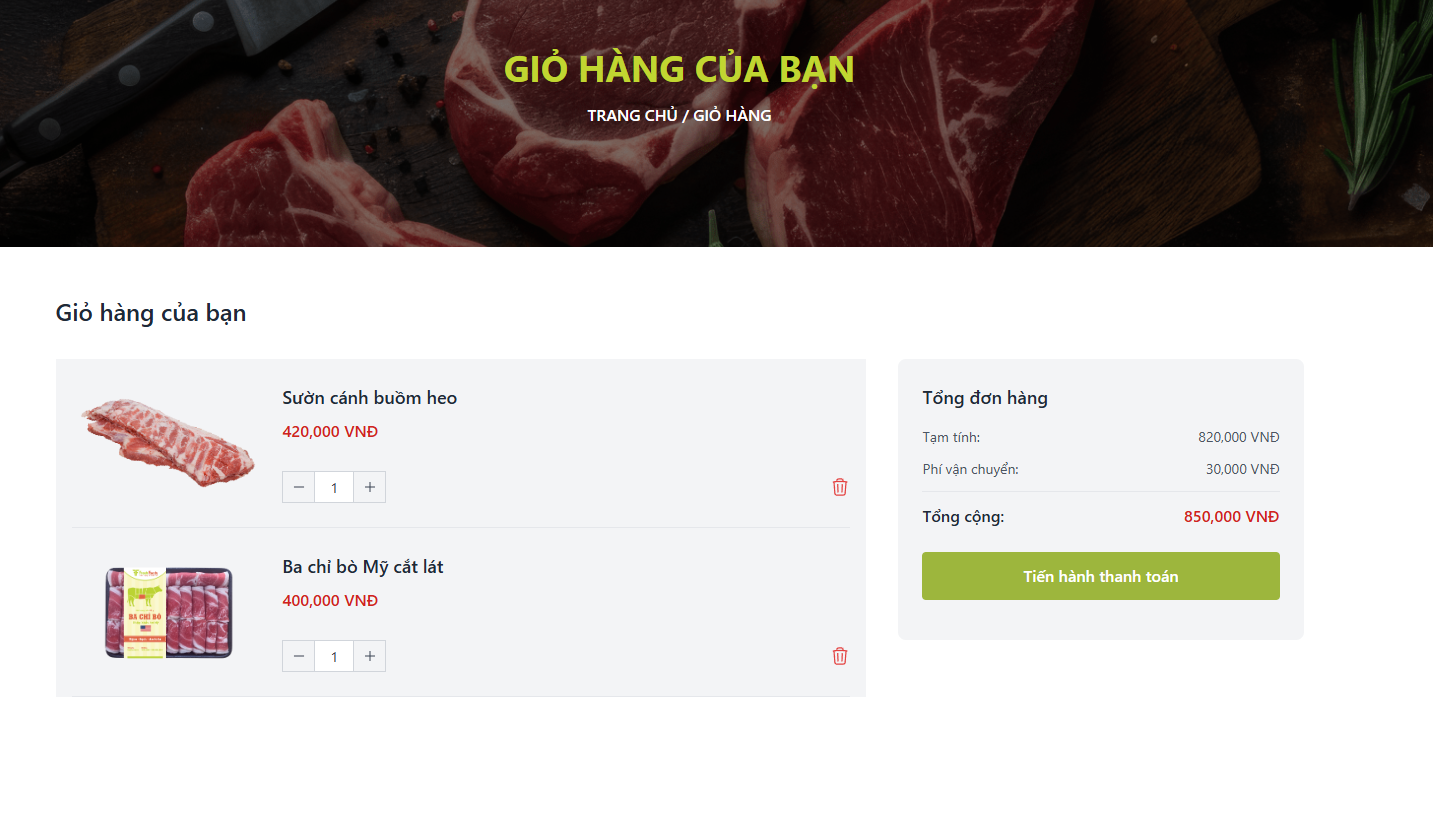 GIỎ HÀNG CỦA BẠN
TRANG CHỦ / GIỎ HÀNG
Giỏ hàng của bạn
Sườn cánh buồm heo
420,000 VNĐ
1
Ba chỉ bò Mỹ cắt lát
400,000 VNĐ
BA CHỈ BÒ
1
Tổng đơn hàng
Tạm tính: 820,000 VNĐ
Phí vận chuyển: 30,000 VNĐ
Tổng cộng: 850,000 VNĐ
Tiến hành thanh toán